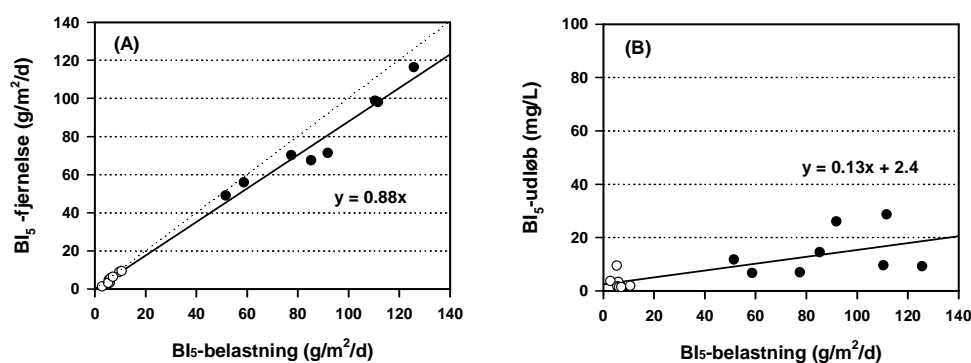 (A)
BI5 -fjernelse (g/m2/d)
140
120
100
80
60
40
20
0
y = 0.88x
0 20 40 60 80 100 120 140
BI5-belastning (g/m2/d)
(B)
BI5-udløb (mg/L)
100
80
60
40
20
0
y = 0.13x + 2.4
0 20 40 60 80 100 120 140
BI5-belastning (g/m2/d)